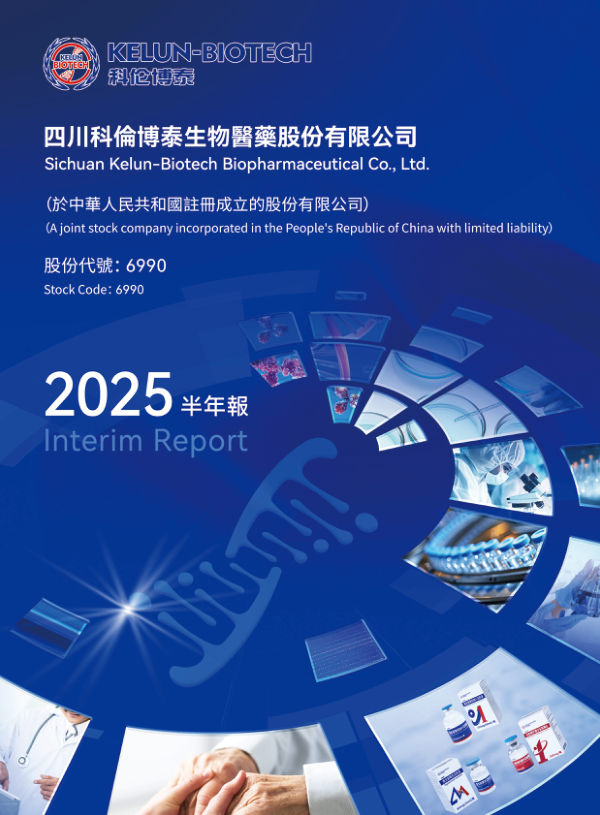 KELUN
BIOTECH
KELUN-BIOTECH
科伦博泰
四川科倫博泰生物醫藥股份有限公司
Sichuan Kelun-Biotech Biopharmaceutical Co., Ltd.
（於中華人民共和國註冊成立的股份有限公司）
(A joint stock company incorporated in the People's Republic of China with limited liability)
股份代號：6990
Stock Code: 6990
2025 半年報
Interim Report